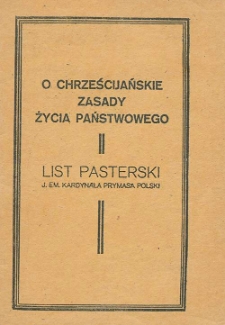 O CHRZEŚCIJAŃSKIE
ZASADY
ŻYCIA PAŃSTWOWEGO
LIST PASTERSKI
J. EM. KARDYNAŁA PRYMASA POLSKI